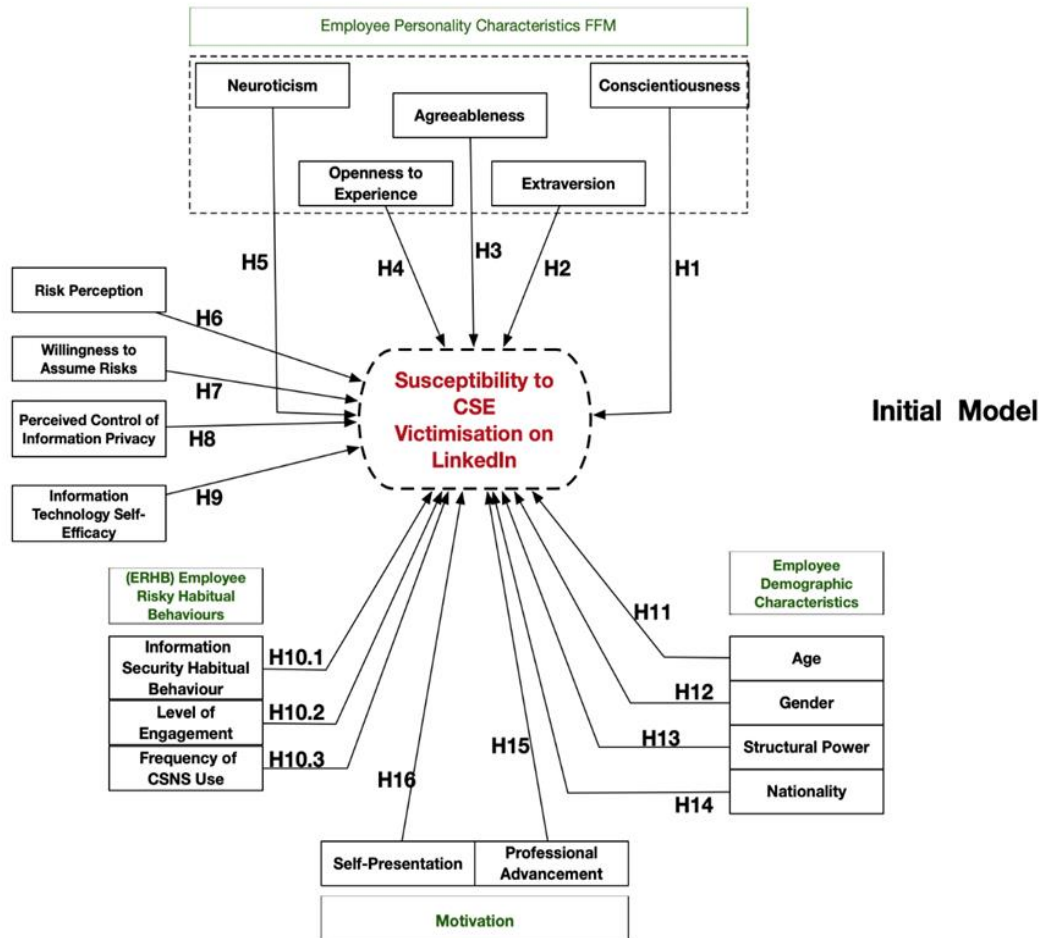 Employee Personality Characteristics FFM
Neuroticism
Conscientiousness
Agreeableness
Openness to
Experience
Extraversion
H5
H4
H3
H2
H1
Risk Perception
H6
Willingness to
Assume Risks
H7
Perceived Control of
Information Privacy
H8
Information
Technology Self-
Efficacy
H9
Susceptibility to
CSE
Victimisation on
LinkedIn
Initial Model
(ERHB) Employee
Risky Habitual
Behaviours
Information
Security Habitual
Behaviour
H10.1
Level of
Engagement
H10.2
Frequency of
CSNS Use
H10.3
Employee
Demographic
Characteristics
H11
Age
H12
Gender
H13
Structural Power
H14
Nationality
H16
H15
Self-Presentation
Professional
Advancement
Motivation